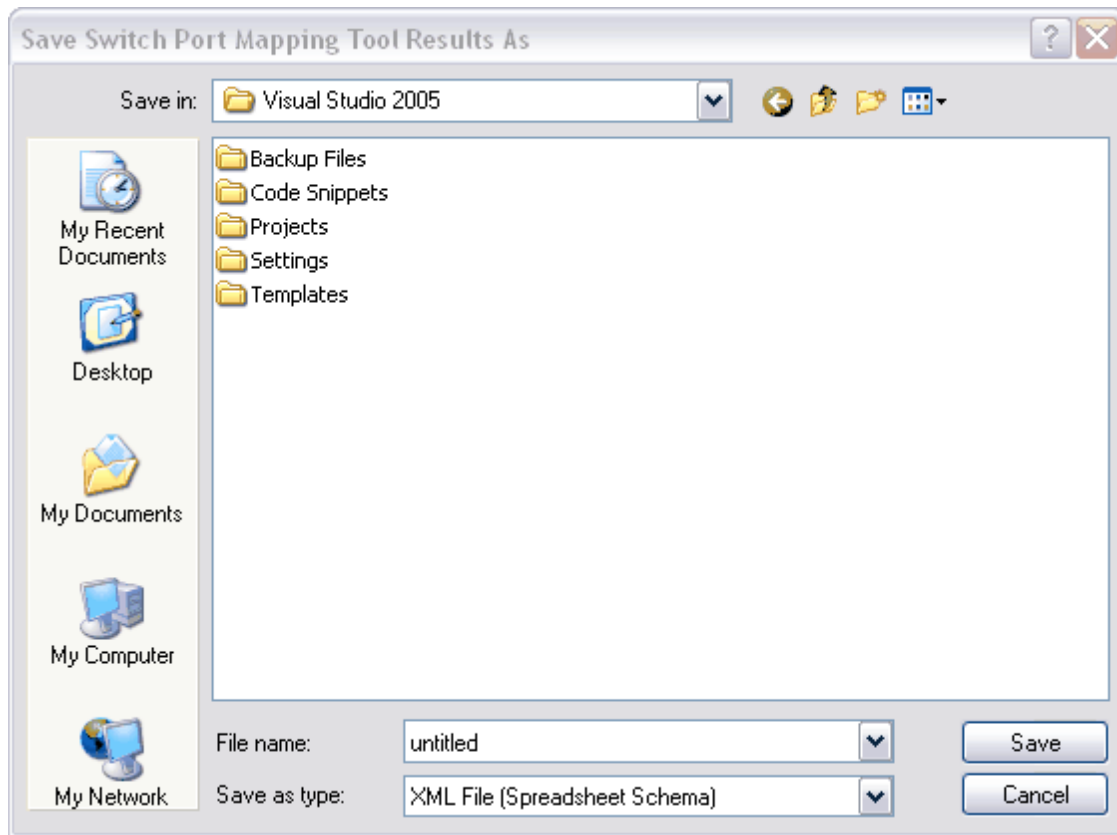 Save Switch Port Mapping Tool Results As
?
Save in:
Visual Studio 2005
My Recent
Documents
Desktop
My Documents
My Computer
My Network
Backup Files
Code Snippets
Projects
Settings
Templates
File name:
untitled
Save
Save as type:
XML File (Spreadsheet Schema)
Cancel